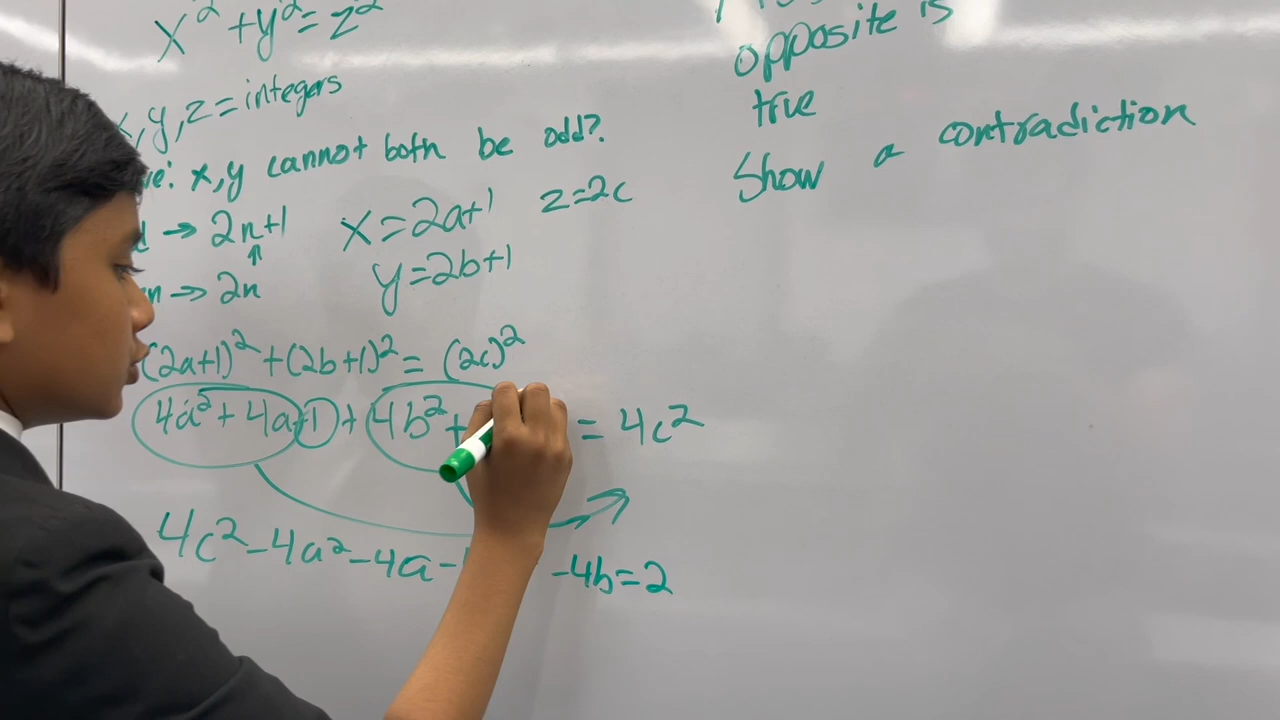 x² + y² = z²
x, y, z = integers
x, y cannot both be odd?
→ 2n+1
x = 2a+1
z = 2c
↑
y = 2b+1
→ 2n
(2a+1)² + (2b+1)² = (2c)²
4a² + 4a + 1 + 4b² + = 4c²
4c² - 4a² - 4a - - 4b = 2
opposite is
true
Show a contradiction